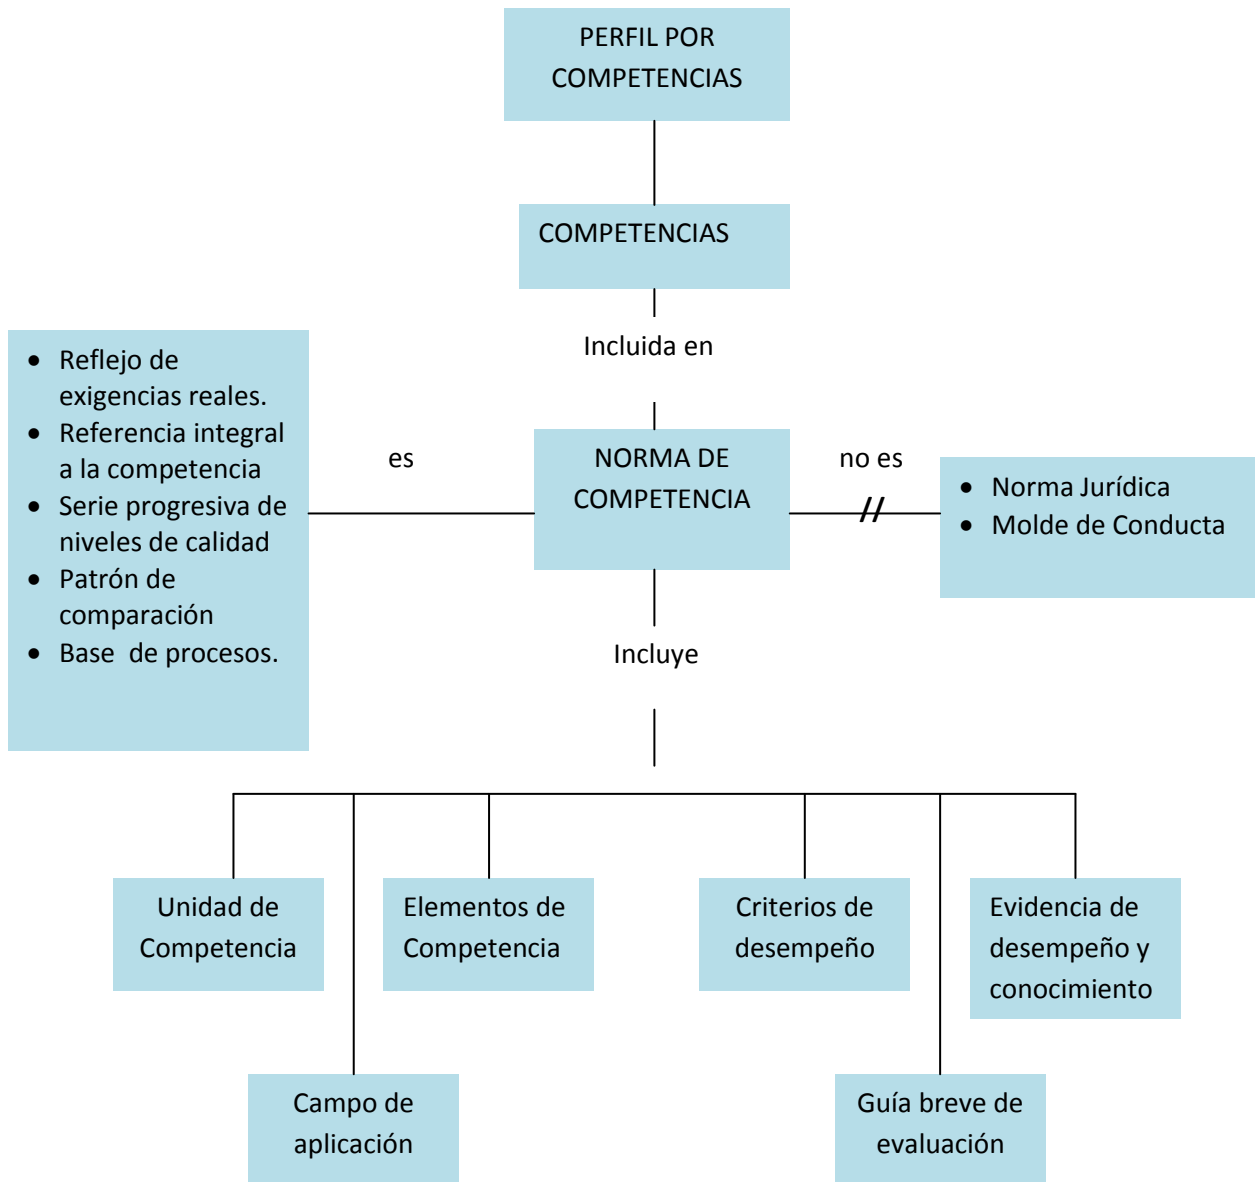 PERFIL POR
COMPETENCIAS
COMPETENCIAS
Incluida en
• Reflejo de
exigencias reales.
• Referencia integral
a la competencia
• Serie progresiva de
niveles de calidad
• Patrón de
comparación
• Base  de procesos.
es
NORMA DE
COMPETENCIA
no es
//
• Norma Jurídica
• Molde de Conducta
Incluye
Unidad de
Competencia
Elementos de
Competencia
Criterios de
desempeño
Evidencia de
desempeño y
conocimiento
Campo de
aplicación
Guía breve de
evaluación